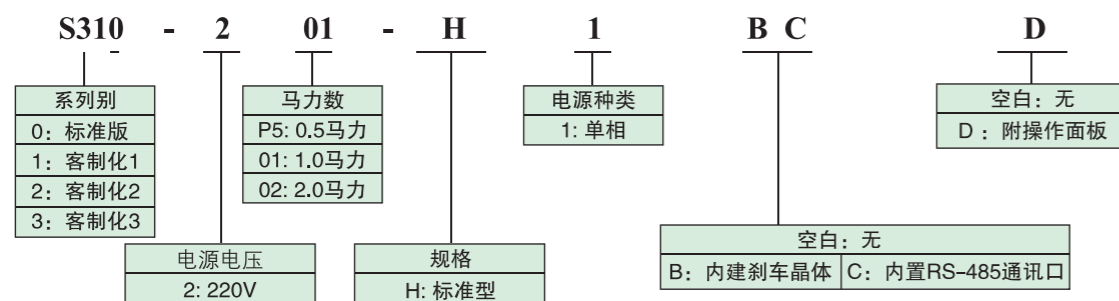 S310 - 2 01 - H 1 B C D
系列别
0：标准版
1：客制化1
2：客制化2
3：客制化3
马力数
P5: 0.5马力
01: 1.0马力
02: 2.0马力
电源种类
1: 单相
空白：无
D ：附操作面板
电源电压
2: 220V
规格
H: 标准型
空白：无
B：内建刹车晶体 C：内置RS-485通讯口